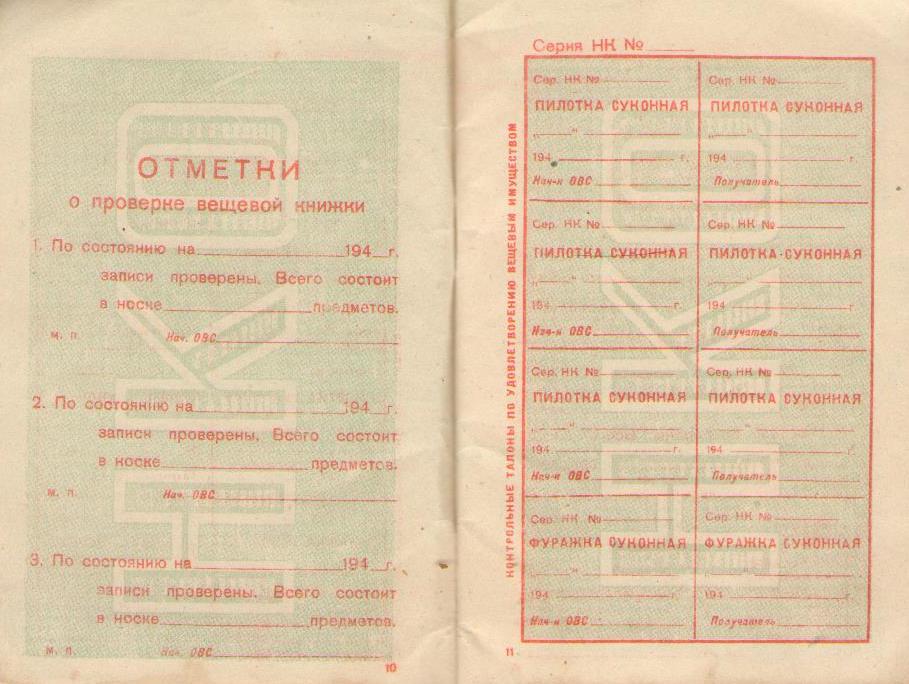 ОТМЕТКИ
о проверке вещевой книжки
1. По состоянию на 194 г.
записи проверены. Всего состоит
в носке предметов.
м. п. Нач. ОВС
2. По состоянию на 194 г.
записи проверены. Всего состоит
в носке предметов.
м. п. Нач. ОВС
3. По состоянию на 194 г.
записи проверены. Всего состоит
в носке предметов.
м. п. Нач. ОВС
10
КОНТРОЛЬНЫЕ ТАЛОНЫ ПО УДОВЛЕТВОРЕНИЮ ВЕЩЕВЫМ ИМУЩЕСТВОМ
Серия НК №
Сер. НК № Сер. НК №
ПИЛОТКА СУКОННАЯ ПИЛОТКА СУКОННАЯ
„ “ „ “
194 г. 194 г.
Нач-к ОВС Получатель
Сер. НК № Сер. НК №
ПИЛОТКА СУКОННАЯ ПИЛОТКА СУКОННАЯ
„ “ „ “
194 г. 194 г.
Нач-к ОВС Получатель
Сер. НК № Сер. НК №
ПИЛОТКА СУКОННАЯ ПИЛОТКА СУКОННАЯ
„ “ „ “
194 г. 194 г.
Нач-к ОВС Получатель
Сер. НК № Сер. НК №
ФУРАЖКА СУКОННАЯ ФУРАЖКА СУКОННАЯ
„ “ „ “
194 г. 194 г.
Нач-к ОВС Получатель
11